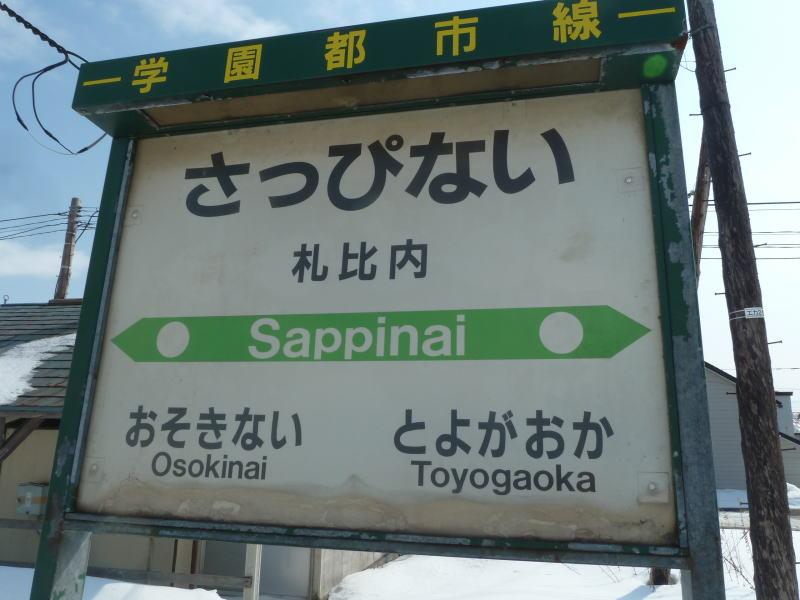 ー学園都市線ー
さっぴない
札比内
Sappinai
おそきない とよがおか
Osokinai Toyogaoka